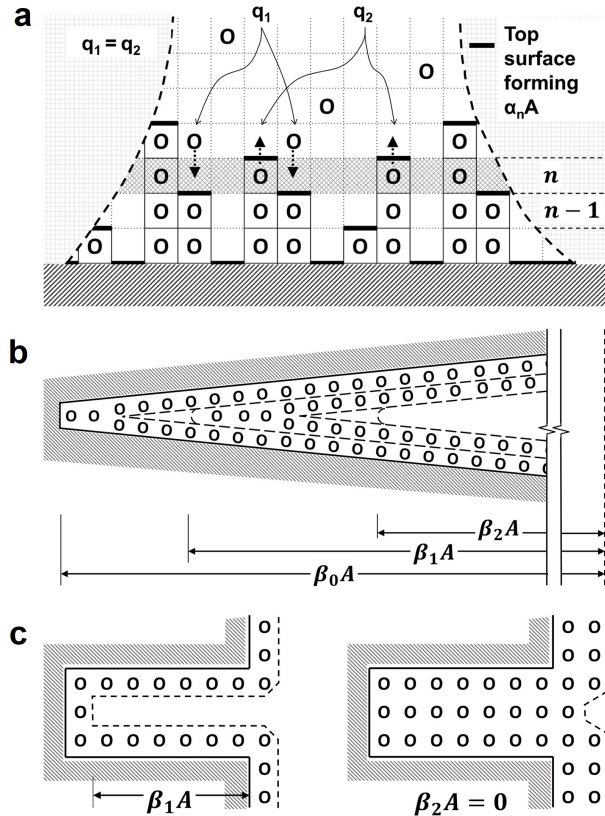 a
q₁ q₂
q₁ = q₂
Top
surface
forming
αₙA
n
n − 1
b
β₂A
β₁A
β₀A
c
β₁A
β₂A = 0